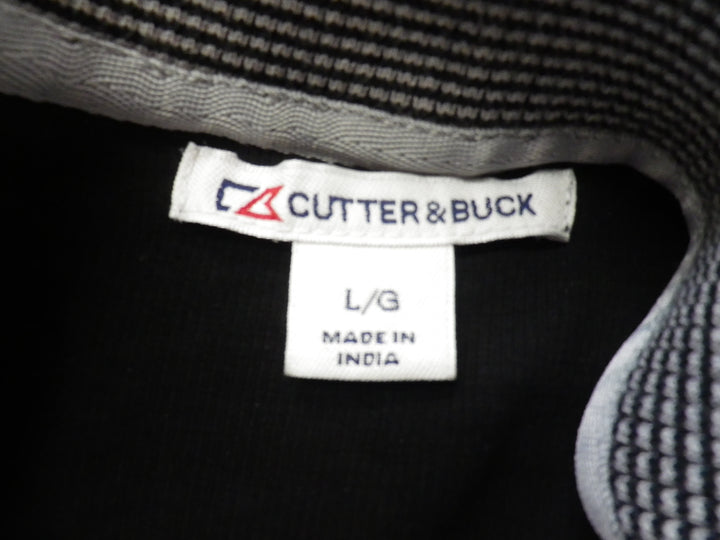 CUTTER & BUCK
L/G
MADE IN
INDIA